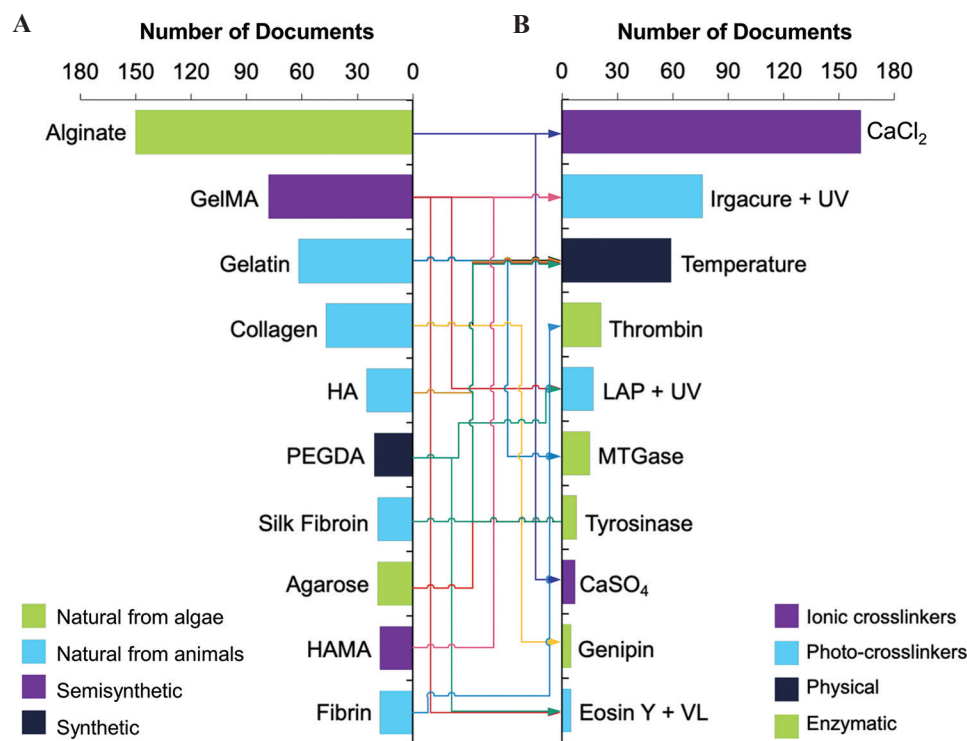 A
B
Number of Documents
Number of Documents
180 150 120 90 60 30 0
0 30 60 90 120 150 180
Alginate
CaCl₂
GelMA
Irgacure + UV
Gelatin
Temperature
Collagen
Thrombin
HA
LAP + UV
PEGDA
MTGase
Silk Fibroin
Tyrosinase
Agarose
CaSO₄
HAMA
Genipin
Fibrin
Eosin Y + VL
Natural from algae
Natural from animals
Semisynthetic
Synthetic
Ionic crosslinkers
Photo-crosslinkers
Physical
Enzymatic